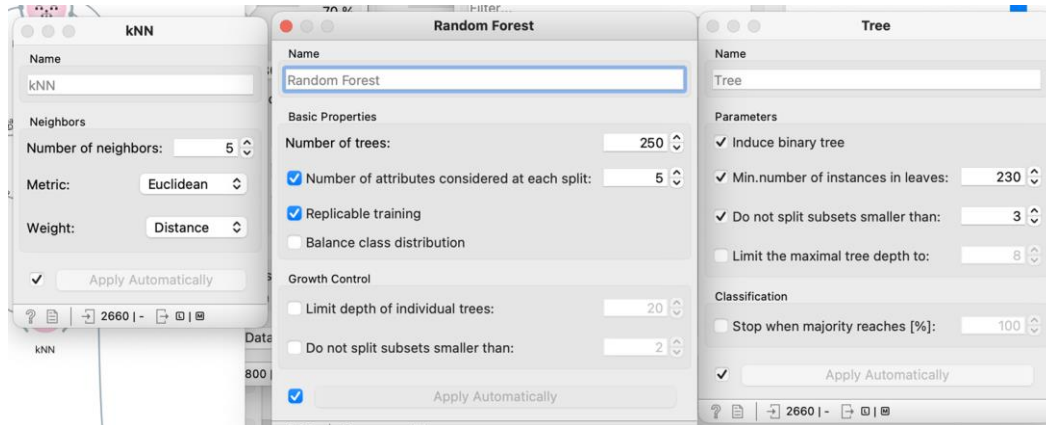 70 %
Filter...
kNN
Name
kNN
Neighbors
Number of neighbors: 5
Metric: Euclidean
Weight: Distance
Apply Automatically
? 2660 | -
kNN
Data
800 |
Random Forest
Name
Random Forest
Basic Properties
Number of trees: 250
Number of attributes considered at each split: 5
Replicable training
Balance class distribution
Growth Control
Limit depth of individual trees: 20
Do not split subsets smaller than: 2
Apply Automatically
Tree
Name
Tree
Parameters
Induce binary tree
Min.number of instances in leaves: 230
Do not split subsets smaller than: 3
Limit the maximal tree depth to: 8
Classification
Stop when majority reaches [%]: 100
Apply Automatically
? 2660 | - L | M